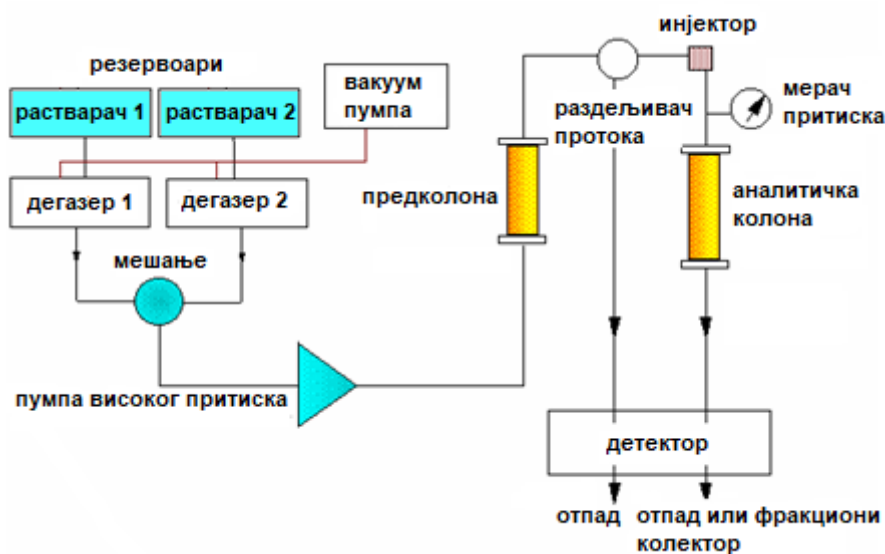 инјектор
резервоари
вакуум
пумпа
мерач
притиска
растварач 1
растварач 2
раздељивач
протока
предколона
аналитичка
колона
дегазер 1
дегазер 2
мешање
пумпа високог притиска
детектор
отпад
отпад или фракциони
колектор